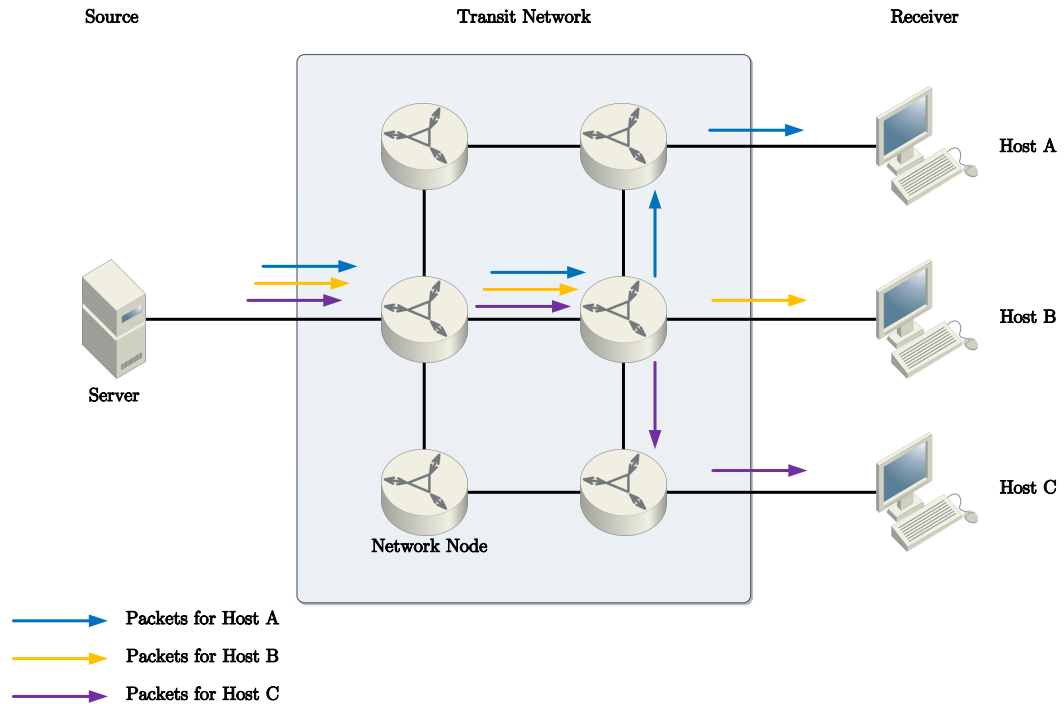 Source
Transit Network
Receiver
Host A
Host B
Server
Host C
Network Node
Packets for Host A
Packets for Host B
Packets for Host C